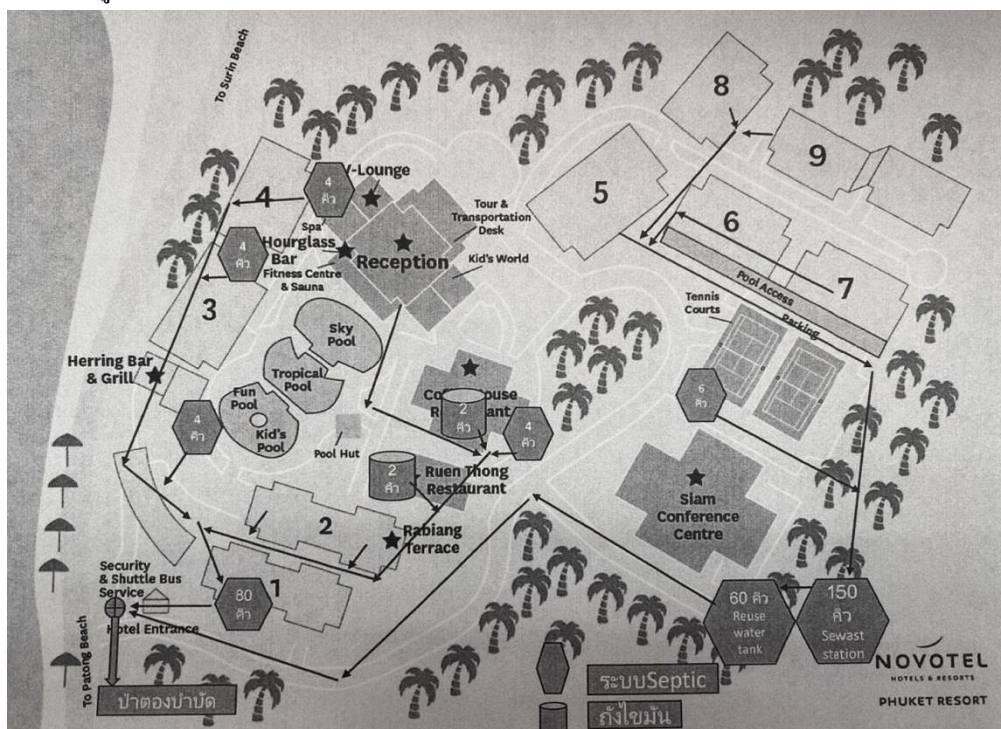 To Surin Beach
8
9
5
4
4
คิว
V-Lounge
Spa
Tour &
Transportation
Desk
6
4
คิว
Hourglass
Bar
Reception
Kid's World
Fitness Centre
& Sauna
7
Pool Access
Parking
3
Tennis
Courts
Sky
Pool
Herring Bar
& Grill
Tropical
Pool
Fun
Pool
Kid's
Pool
4
คิว
6
คิว
2
คิว
4
คิว
Pool Hut
2
คิว
Ruen Thong
Restaurant
Siam
Conference
Centre
2
Rabiang
Terrace
Security
& Shuttle Bus
Service
80
คิว
1
Hotel Entrance
60 คิว
Reuse
water
tank
150
คิว
Sewast
station
To Patong Beach
ป่าตองบำบัด
ระบบSeptic
ถังไขมัน
NOVOTEL
HOTELS & RESORTS
PHUKET RESORT